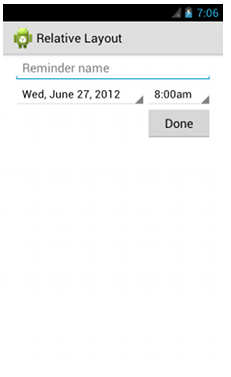 7:06
Relative Layout
Reminder name
Wed, June 27, 2012 8:00am
Done